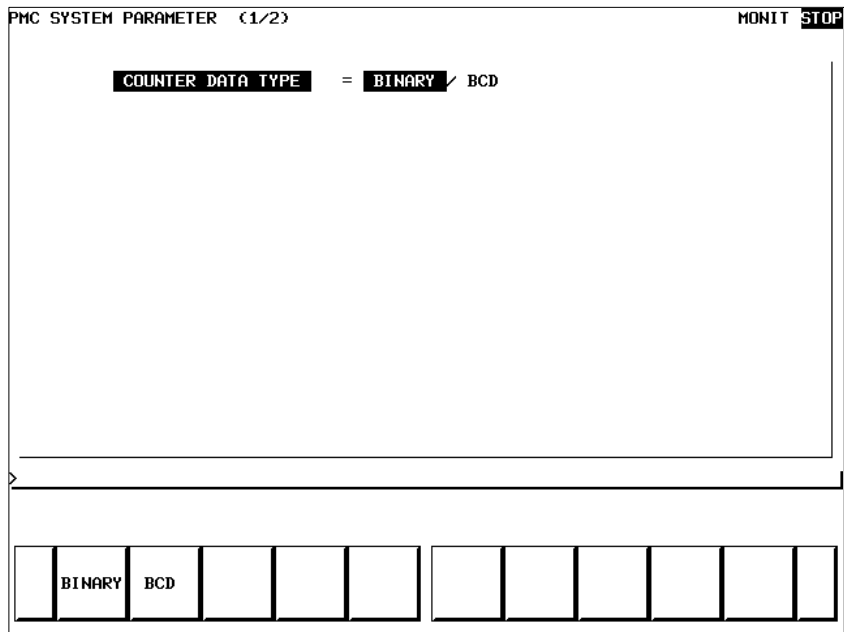 PMC SYSTEM PARAMETER (1/2) MONIT STOP
COUNTER DATA TYPE = BINARY / BCD
>
BINARY BCD